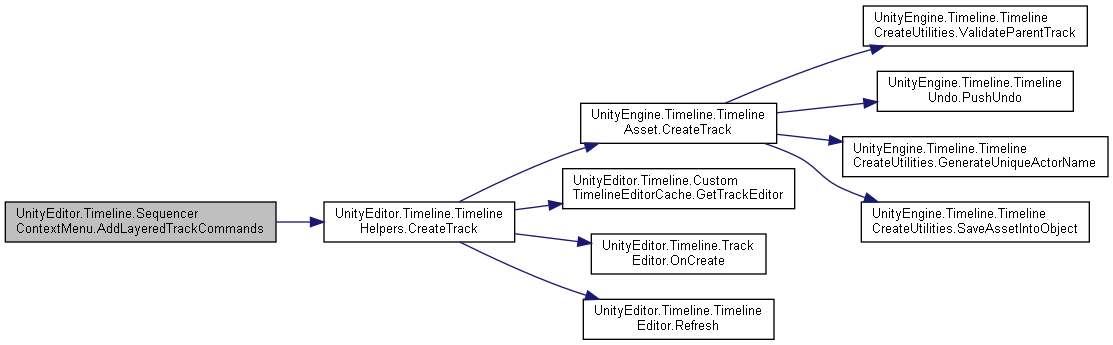 UnityEditor.Timeline.Sequencer
ContextMenu.AddLayeredTrackCommands
UnityEditor.Timeline.Timeline
Helpers.CreateTrack
UnityEngine.Timeline.Timeline
Asset.CreateTrack
UnityEditor.Timeline.Custom
TimelineEditorCache.GetTrackEditor
UnityEditor.Timeline.Track
Editor.OnCreate
UnityEditor.Timeline.Timeline
Editor.Refresh
UnityEngine.Timeline.Timeline
CreateUtilities.ValidateParentTrack
UnityEngine.Timeline.Timeline
Undo.PushUndo
UnityEngine.Timeline.Timeline
CreateUtilities.GenerateUniqueActorName
UnityEngine.Timeline.Timeline
CreateUtilities.SaveAssetIntoObject